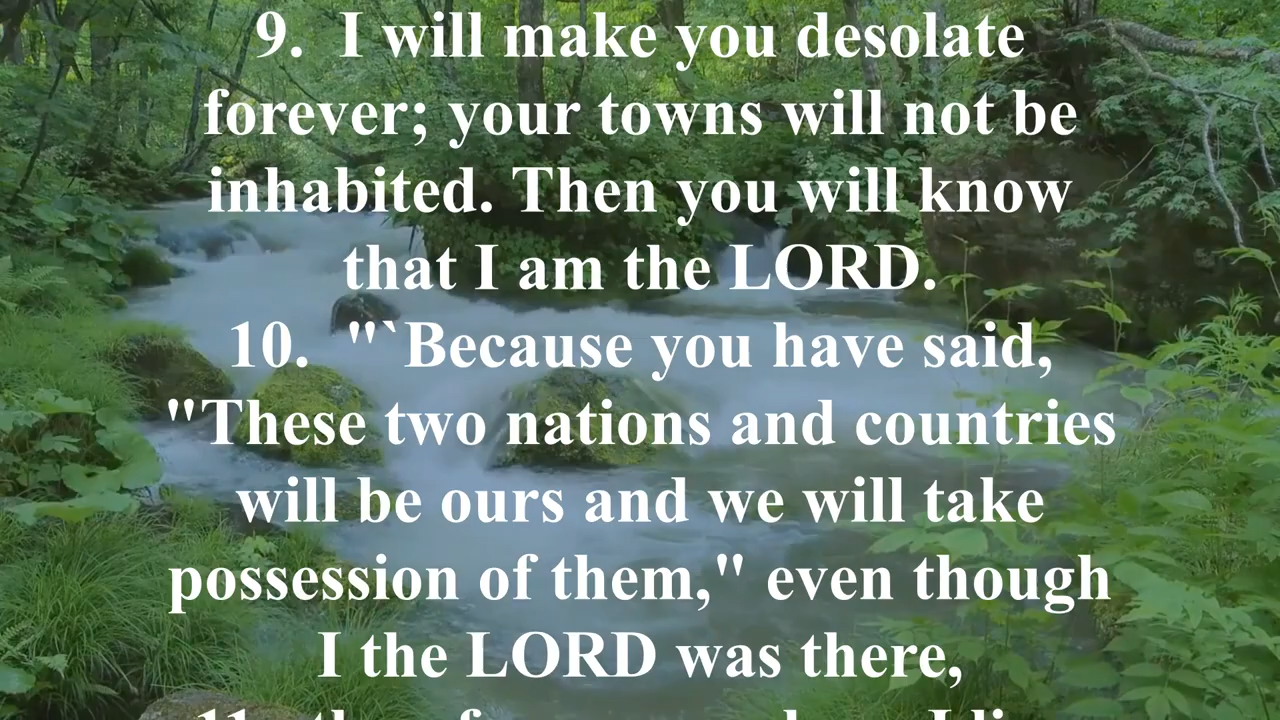 9.  I will make you desolate
forever; your towns will not be
inhabited. Then you will know
that I am the LORD.
10.  "`Because you have said,
"These two nations and countries
will be ours and we will take
possession of them," even though
I the LORD was there,